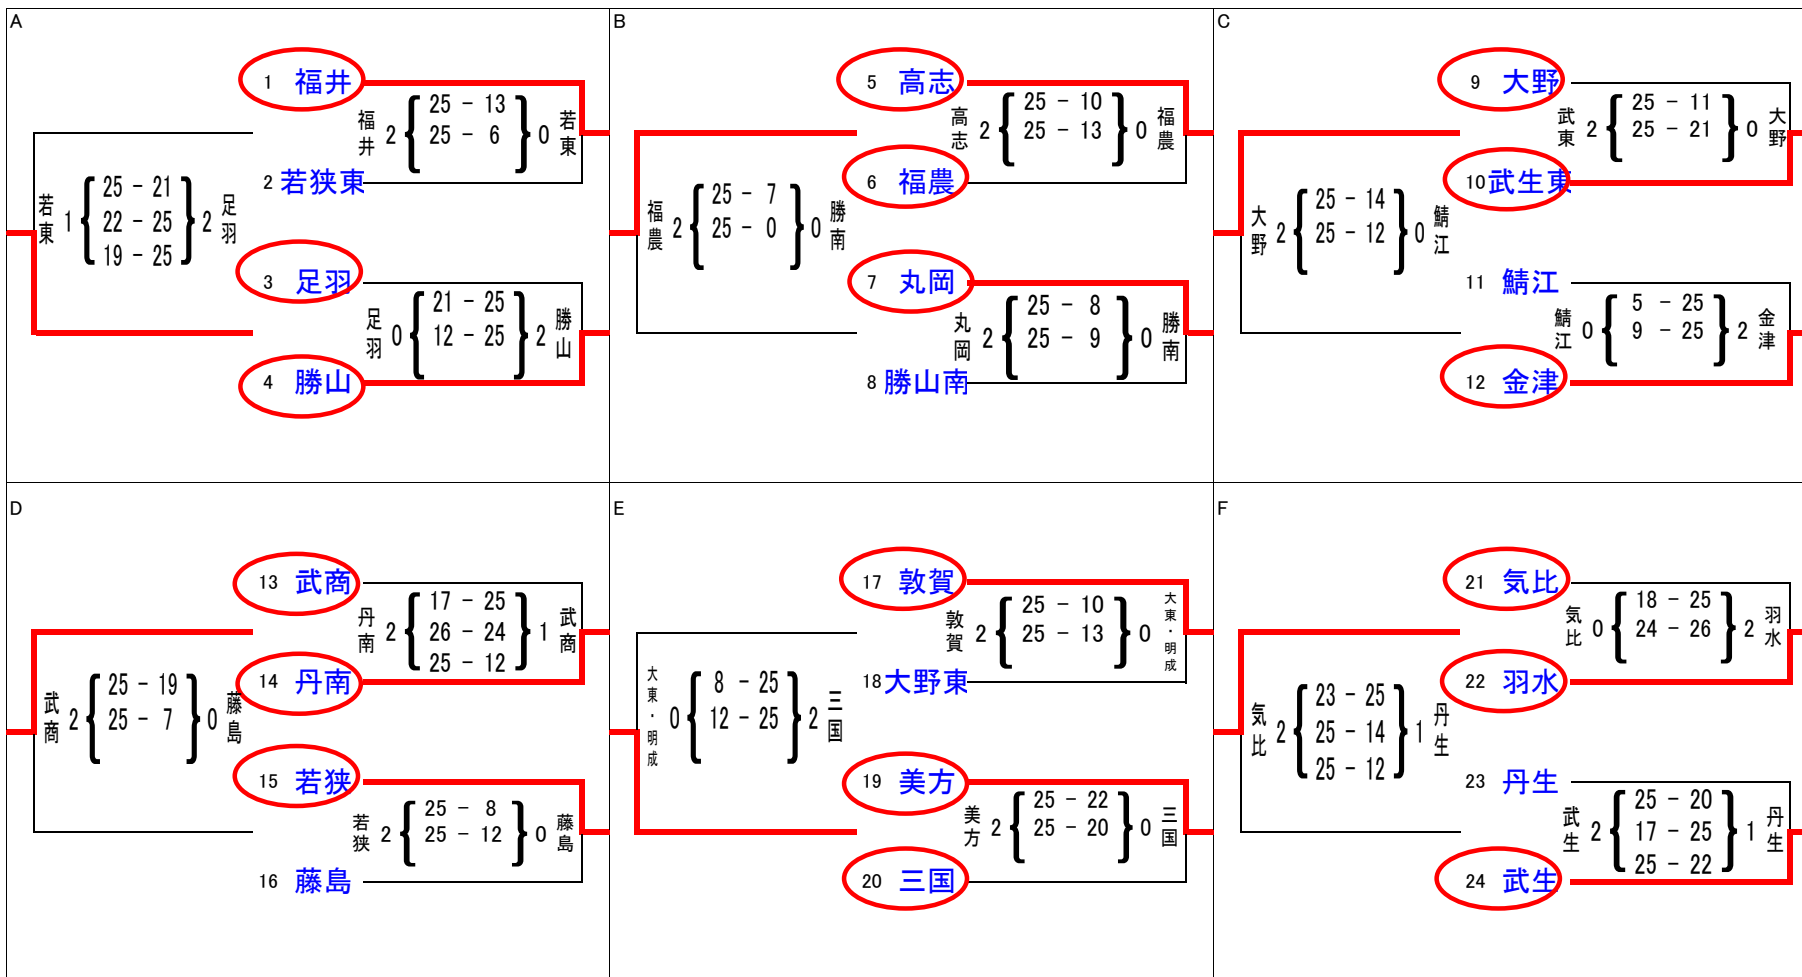 A
1 福井
福井 2 { 25 - 13 } 0 若東
25 - 6
2 若狭東
若東 1 { 25 - 21 } 2 足羽
22 - 25
19 - 25
3 足羽
足羽 0 { 21 - 25 } 2 勝山
12 - 25
4 勝山
B
5 高志
高志 2 { 25 - 10 } 0 福農
25 - 13
6 福農
福農 2 { 25 - 7 } 0 勝南
25 - 0
7 丸岡
丸岡 2 { 25 - 8 } 0 勝南
25 - 9
8 勝山南
C
9 大野
武東 2 { 25 - 11 } 0 大野
25 - 21
10 武生東
大野 2 { 25 - 14 } 0 鯖江
25 - 12
11 鯖江
鯖江 0 { 5 - 25 } 2 金津
9 - 25
12 金津
D
13 武商
丹南 2 { 17 - 25 } 1 武商
26 - 24
25 - 12
14 丹南
武商 2 { 25 - 19 } 0 藤島
25 - 7
15 若狭
若狭 2 { 25 - 8 } 0 藤島
25 - 12
16 藤島
E
17 敦賀
敦賀 2 { 25 - 10 } 0 大東・明成
25 - 13
18 大野東
大東・明成 0 { 8 - 25 } 2 三国
12 - 25
19 美方
美方 2 { 25 - 22 } 0 三国
25 - 20
20 三国
F
21 気比
気比 0 { 18 - 25 } 2 羽水
24 - 26
22 羽水
気比 2 { 23 - 25 } 1 丹生
25 - 14
25 - 12
23 丹生
武生 2 { 25 - 20 } 1 丹生
17 - 25
25 - 22
24 武生